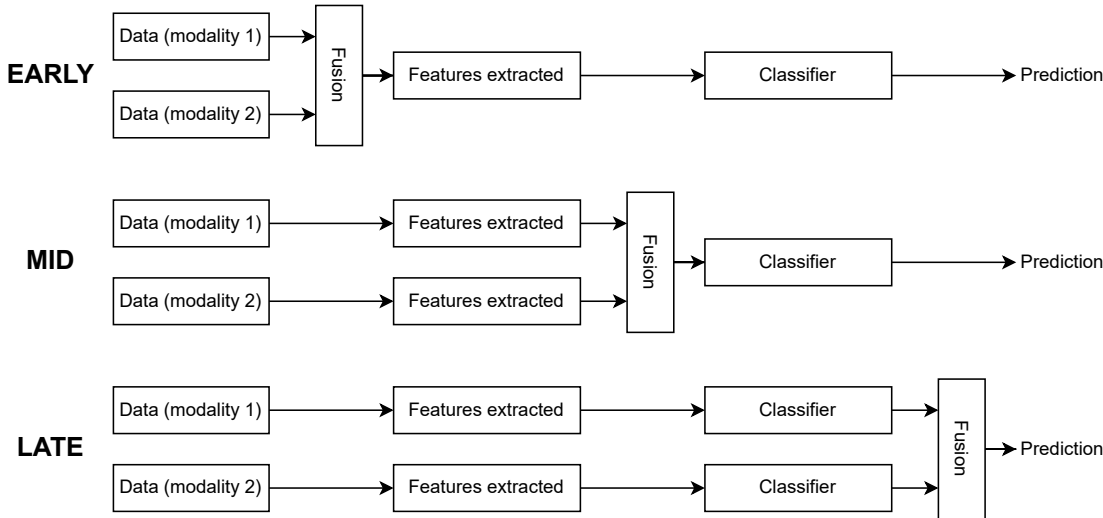 Data (modality 1)
EARLY
Fusion
Features extracted
Classifier
Prediction
Data (modality 2)
Data (modality 1)
Features extracted
MID
Fusion
Classifier
Prediction
Data (modality 2)
Features extracted
Data (modality 1)
Features extracted
Classifier
LATE
Fusion
Prediction
Data (modality 2)
Features extracted
Classifier